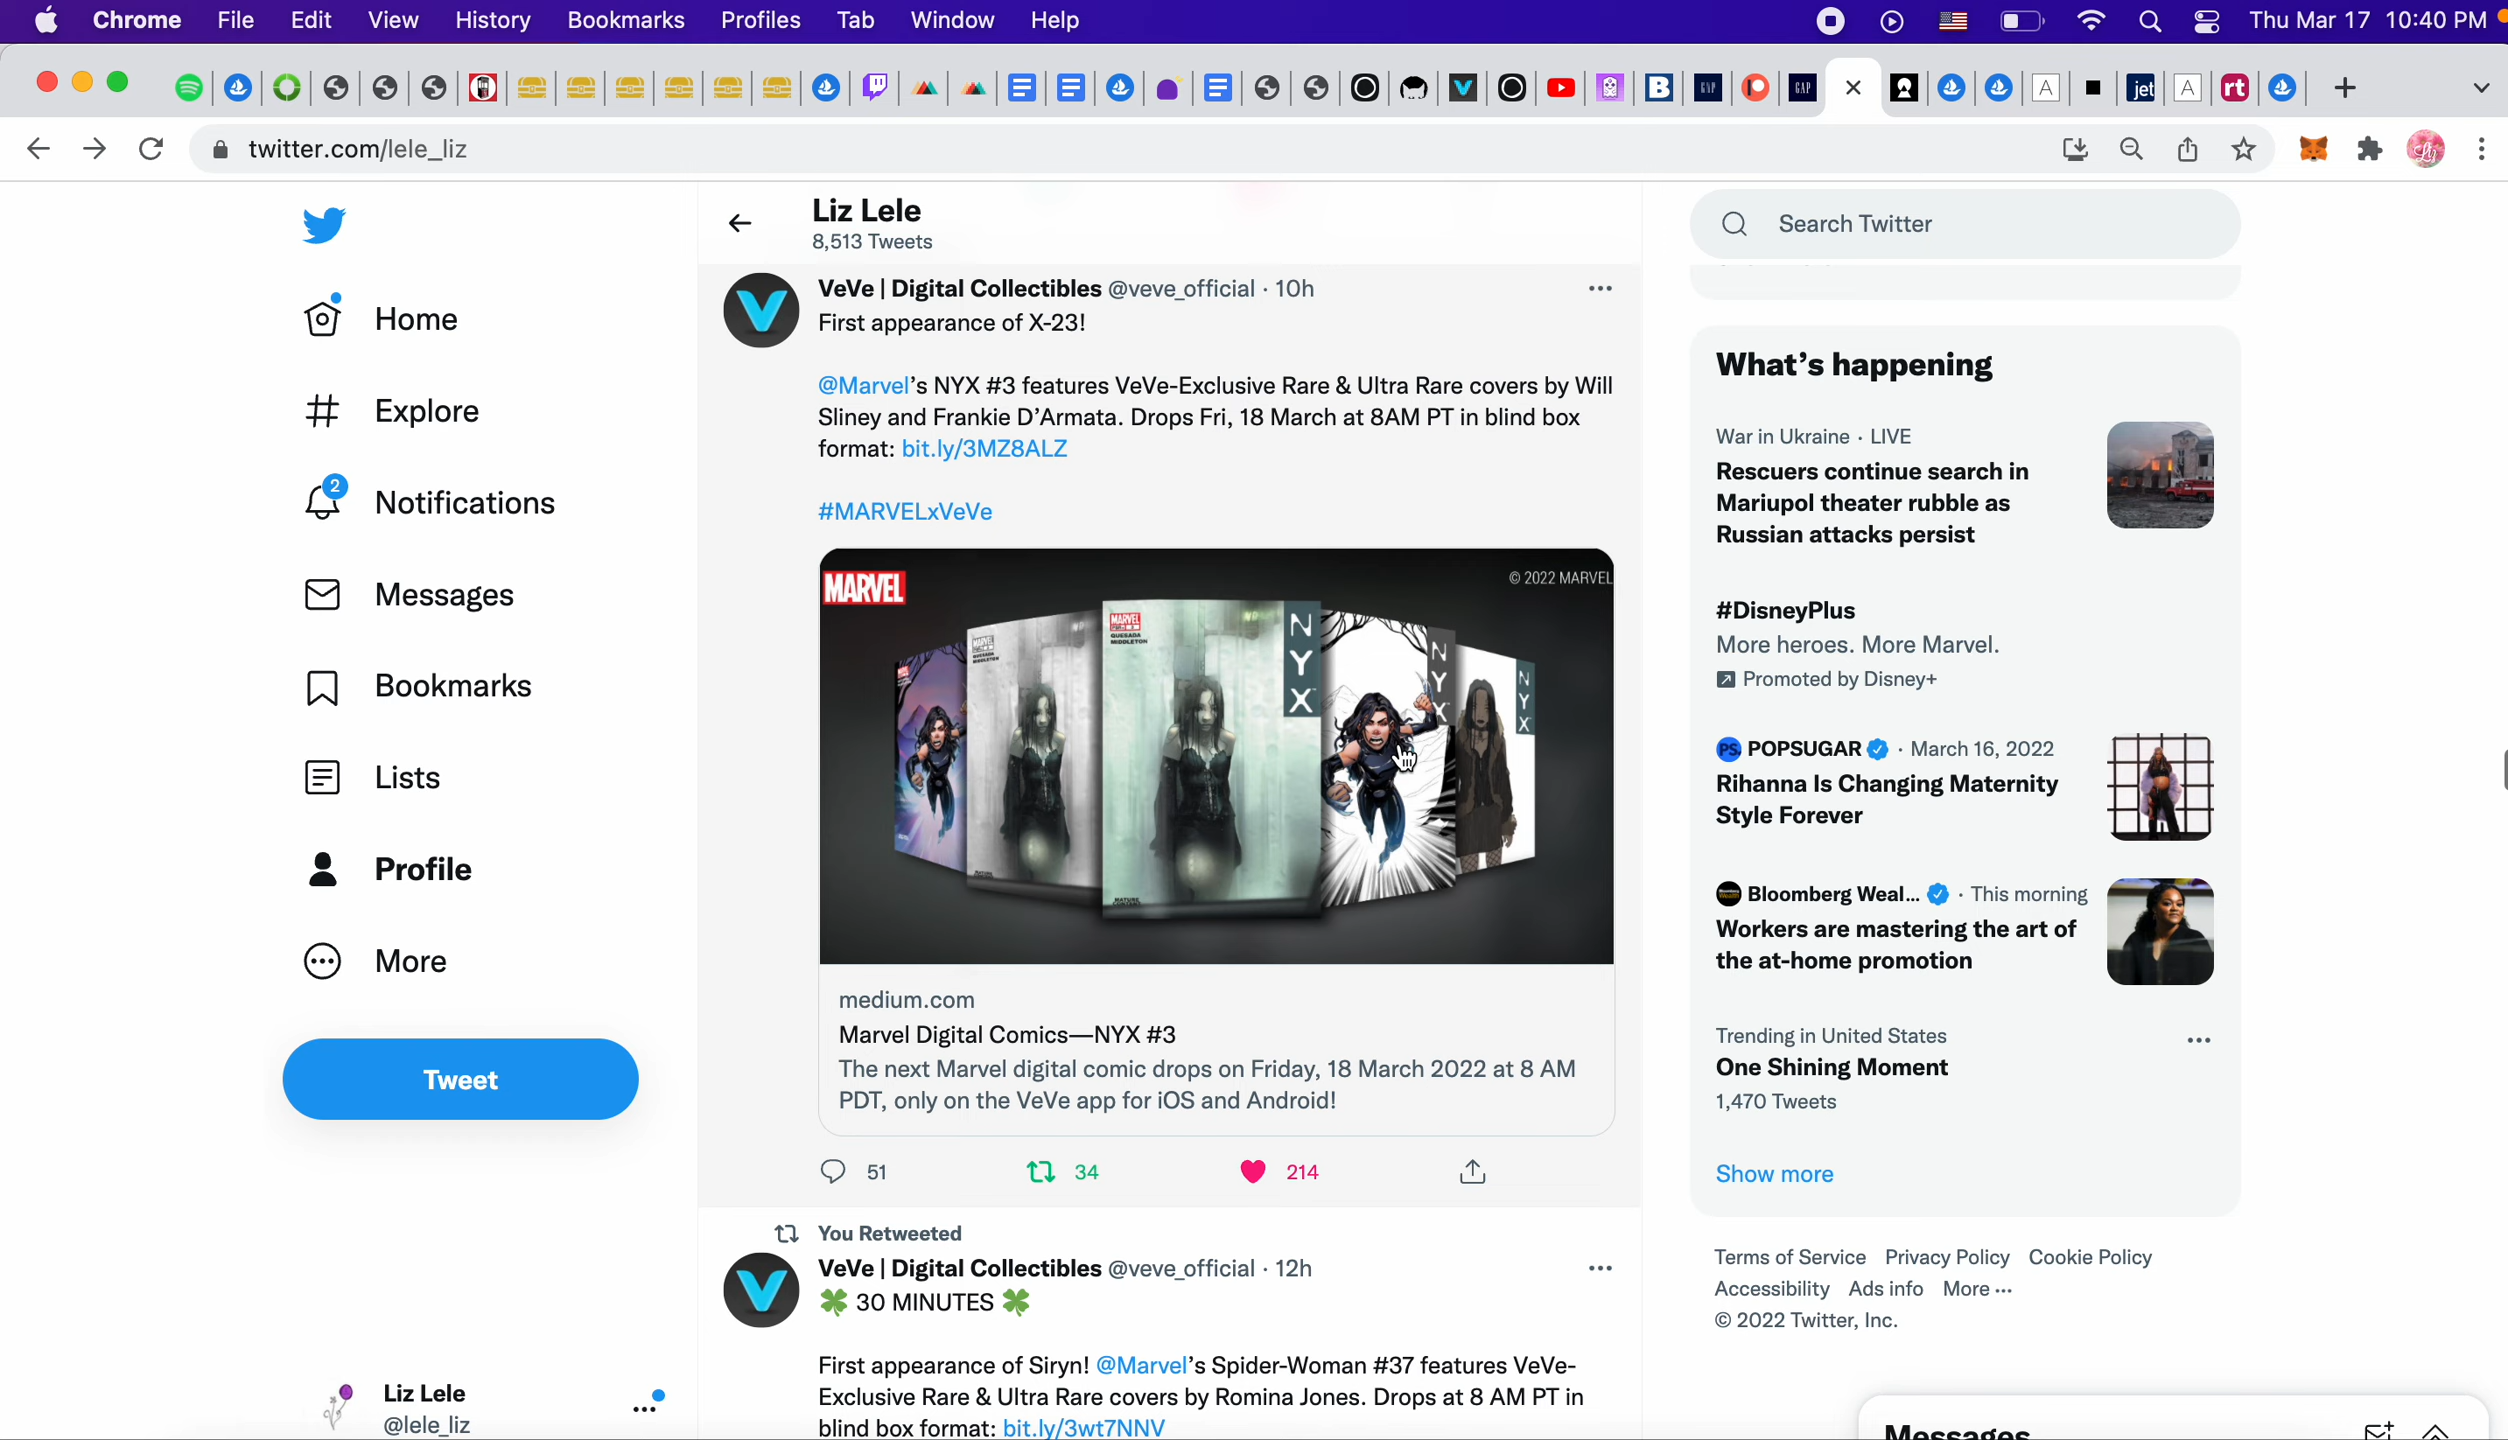 Chrome File Edit View History Bookmarks Profiles Tab Window Help
Thu Mar 17 10:40 PM
twitter.com/lele_liz
Liz Lele
8,513 Tweets
Home
Explore
2
Notifications
Messages
Bookmarks
Lists
Profile
More
Tweet
Liz Lele
@lele_liz
VeVe | Digital Collectibles @veve_official · 10h
First appearance of X-23!
@Marvel's NYX #3 features VeVe-Exclusive Rare & Ultra Rare covers by Will
Sliney and Frankie D'Armata. Drops Fri, 18 March at 8AM PT in blind box
format: bit.ly/3MZ8ALZ
#MARVELxVeVe
MARVEL
© 2022 MARVEL
MARVEL
QUESADA
MIDDLETON
NYX
NYX
NYX
medium.com
Marvel Digital Comics—NYX #3
The next Marvel digital comic drops on Friday, 18 March 2022 at 8 AM
PDT, only on the VeVe app for iOS and Android!
51 34 214
You Retweeted
VeVe | Digital Collectibles @veve_official · 12h
🍀 30 MINUTES 🍀
First appearance of Siryn! @Marvel's Spider-Woman #37 features VeVe-
Exclusive Rare & Ultra Rare covers by Romina Jones. Drops at 8 AM PT in
blind box format: bit.ly/3wt7NNV
Search Twitter
What's happening
War in Ukraine · LIVE
Rescuers continue search in
Mariupol theater rubble as
Russian attacks persist
#DisneyPlus
More heroes. More Marvel.
Promoted by Disney+
POPSUGAR · March 16, 2022
Rihanna Is Changing Maternity
Style Forever
Bloomberg Weal... · This morning
Workers are mastering the art of
the at-home promotion
Trending in United States
One Shining Moment
1,470 Tweets
Show more
Terms of Service Privacy Policy Cookie Policy
Accessibility Ads info More ···
© 2022 Twitter, Inc.
Messages